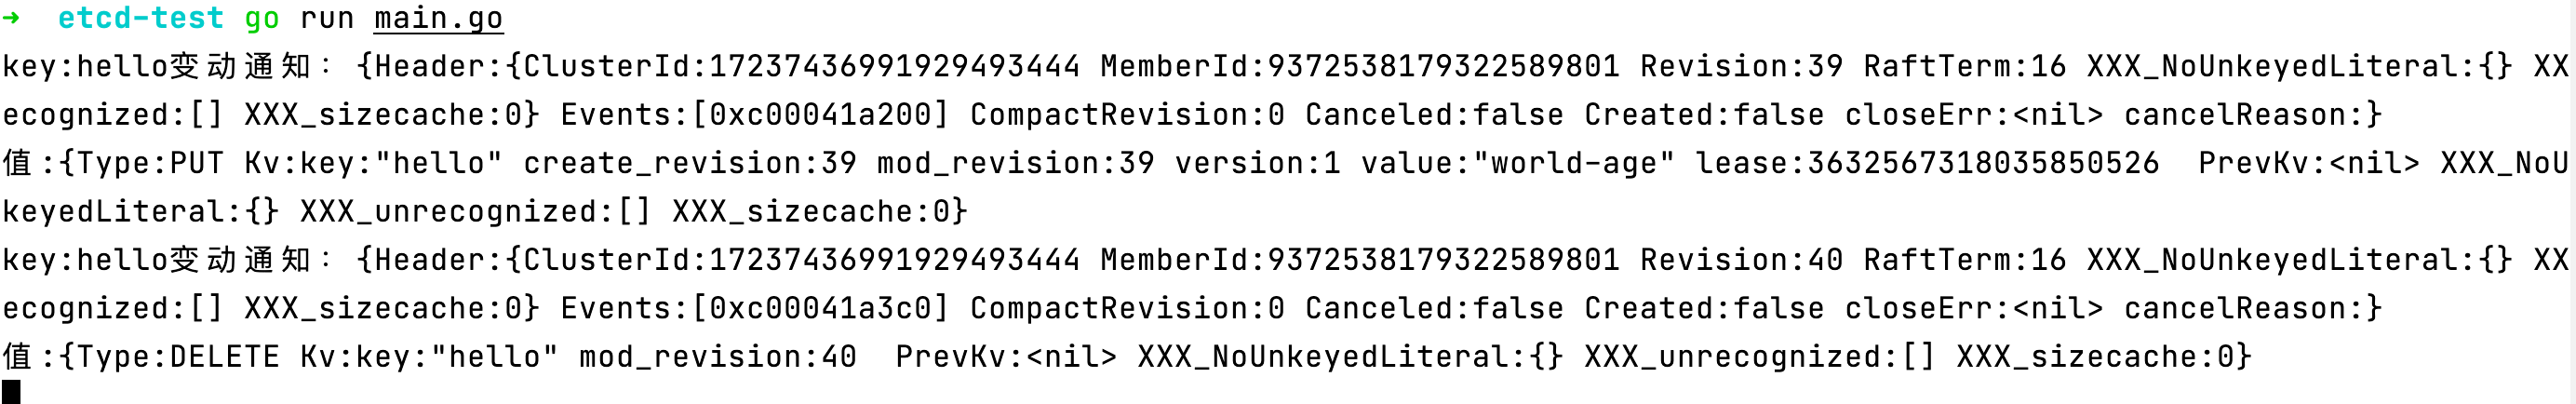 → etcd-test go run main.go
key:hello变动通知: {Header:{ClusterId:17237436991929493444 MemberId:9372538179322589801 Revision:39 RaftTerm:16 XXX_NoUnkeyedLiteral:{} XX
ecognized:[] XXX_sizecache:0} Events:[0xc00041a200] CompactRevision:0 Canceled:false Created:false closeErr:<nil> cancelReason:}
值:{Type:PUT Kv:key:"hello" create_revision:39 mod_revision:39 version:1 value:"world-age" lease:3632567318035850526  PrevKv:<nil> XXX_NoU
keyedLiteral:{} XXX_unrecognized:[] XXX_sizecache:0}
key:hello变动通知: {Header:{ClusterId:17237436991929493444 MemberId:9372538179322589801 Revision:40 RaftTerm:16 XXX_NoUnkeyedLiteral:{} XX
ecognized:[] XXX_sizecache:0} Events:[0xc00041a3c0] CompactRevision:0 Canceled:false Created:false closeErr:<nil> cancelReason:}
值:{Type:DELETE Kv:key:"hello" mod_revision:40  PrevKv:<nil> XXX_NoUnkeyedLiteral:{} XXX_unrecognized:[] XXX_sizecache:0}